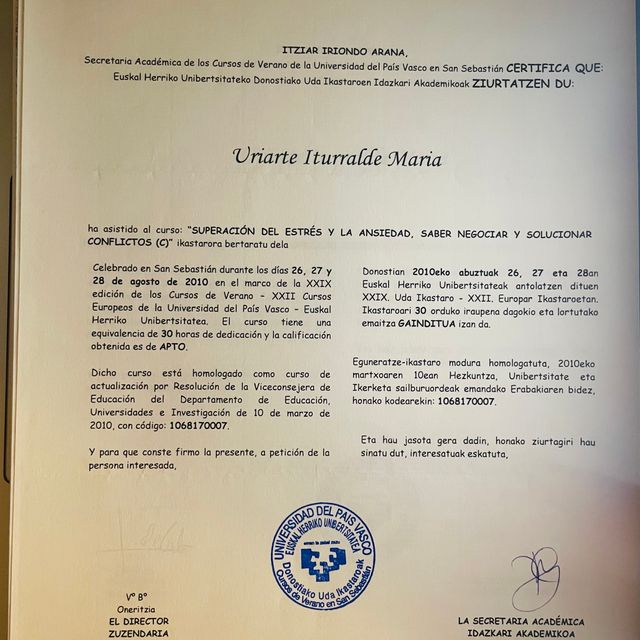 ITZIAR IRIONDO ARANA,
Secretaria Académica de los Cursos de Verano de la Universidad del País Vasco en San Sebastián CERTIFICA QUE:
Euskal Herriko Unibertsitateko Donostiako Uda Ikastaroen Idazkari Akademikoak ZIURTATZEN DU:
Uriarte Iturralde Maria
ha asistido al curso: "SUPERACIÓN DEL ESTRÉS Y LA ANSIEDAD, SABER NEGOCIAR Y SOLUCIONAR
CONFLICTOS (C)" ikastarora bertaratu dela
Celebrado en San Sebastián durante los días 26, 27 y
28 de agosto de 2010 en el marco de la XXIX
edición de los Cursos de Verano - XXII Cursos
Europeos de la Universidad del País Vasco - Euskal
Herriko Unibertsitatea. El curso tiene una
equivalencia de 30 horas de dedicación y la calificación
obtenida es de APTO.
Dicho curso está homologado como curso de
actualización por Resolución de la Viceconsejera de
Educación del Departamento de Educación,
Universidades e Investigación de 10 de marzo de
2010, con código: 1068170007.
Y para que conste firmo la presente, a petición de la
persona interesada,
Donostian 2010eko abuztuak 26, 27 eta 28an
Euskal Herriko Unibertsitateak antolatzen dituen
XXIX. Uda Ikastaro - XXII. Europar Ikastaroetan.
Ikastaroari 30 orduko iraupena dagokio eta lortutako
emaitza GAINDITUA izan da.
Eguneratze-ikastaro modura homologatuta, 2010eko
martxoaren 10ean Hezkuntza, Unibertsitate eta
Ikerketa sailburuordeak emandako Erabakiaren bidez,
honako kodearekin: 1068170007.
Eta hau jasota gera dadin, honako ziurtagiri hau
sinatu dut, interesatuak eskatuta,
UNIVERSIDAD DEL PAÍS VASCO
EUSKAL HERRIKO UNIBERTSITATEA
Donostiako Uda Ikastaroak
Cursos de Verano en San Sebastián
Vº Bº
Oneritzia
EL DIRECTOR
ZUZENDARIA
LA SECRETARIA ACADÉMICA
IDAZKARI AKADEMIKOA